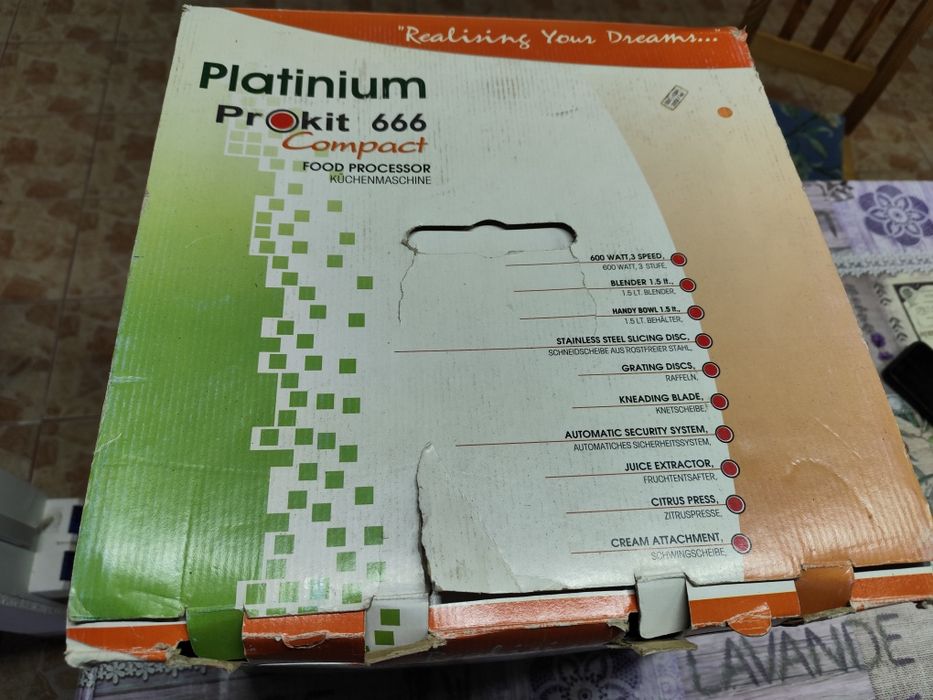 "Realising Your Dreams..."
Platinium
Prokit 666
Compact
FOOD PROCESSOR
KÜCHENMASCHINE
600 WATT,3 SPEED,
600 WATT, 3 STUFE,
BLENDER 1.5 lt.,
1.5 LT. BLENDER,
HANDY BOWL 1.5 lt.,
1.5 LT. BEHÄLTER,
STAINLESS STEEL SLICING DISC,
SCHNEIDSCHEIBE AUS ROSTFREIER STAHL,
GRATING DISCS,
RAFFELN,
KNEADING BLADE,
KNETSCHEIBE,
AUTOMATIC SECURITY SYSTEM,
AUTOMATICHES SICHERHEITSSYSTEM,
JUICE EXTRACTOR,
FRUCHTENTSAFTER,
CITRUS PRESS,
ZITRUSPRESSE,
CREAM ATTACHMENT,
SCHWINGSCHEIBE,
LAVANDE